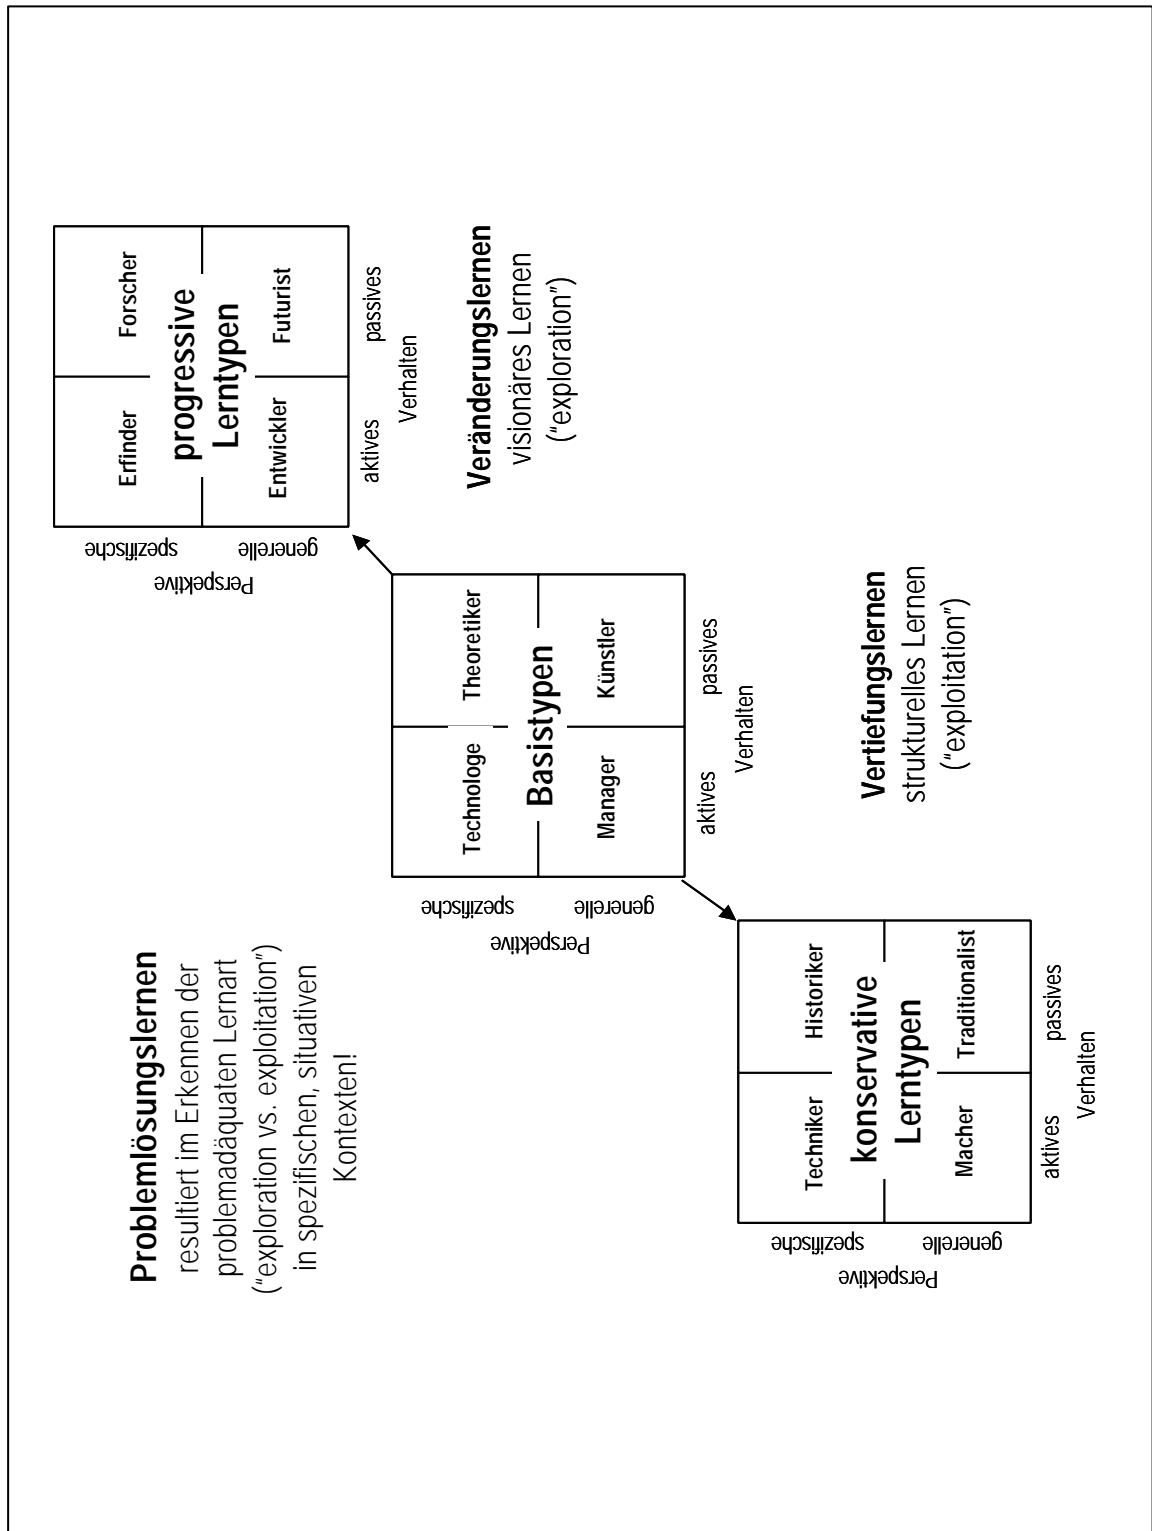 Problemlösungslernen
resultiert im Erkennen der
problemadäquaten Lernart
(“exploration vs. exploitation”)
in spezifischen, situativen
Kontexten!
Perspektive
spezifische
generelle
Erfinder
Forscher
progressive
Lerntypen
Entwickler
Futurist
aktives
passives
Verhalten
Veränderungslernen
visionäres Lernen
(“exploration”)
Perspektive
spezifische
generelle
Technologe
Theoretiker
Basistypen
Manager
Künstler
aktives
passives
Verhalten
Vertiefungslernen
strukturelles Lernen
(“exploitation”)
Perspektive
spezifische
generelle
Techniker
Historiker
konservative
Lerntypen
Macher
Traditionalist
aktives
passives
Verhalten